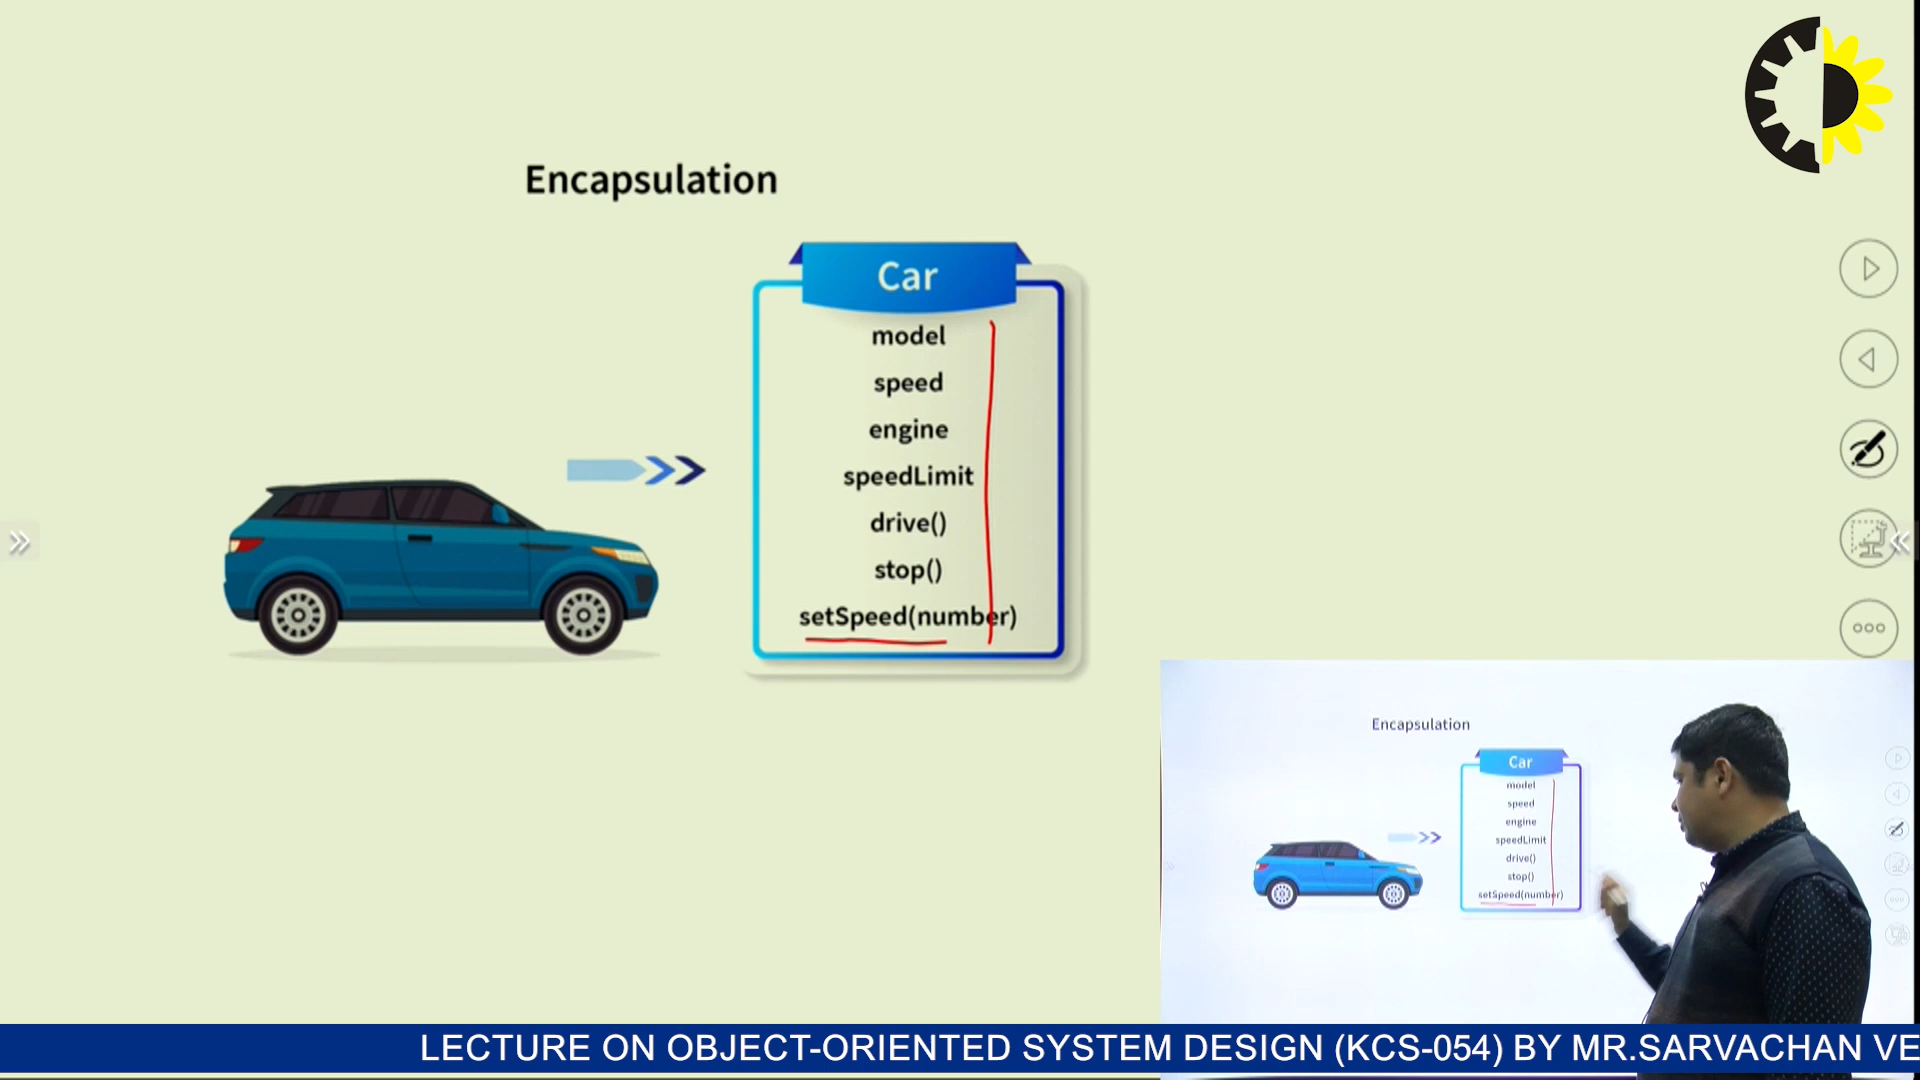 Encapsulation
Car
model
speed
engine
speedLimit
drive()
stop()
setSpeed(number)
Encapsulation
Car
model
speed
engine
speedLimit
drive()
stop()
setSpeed(number)
LECTURE ON OBJECT-ORIENTED SYSTEM DESIGN (KCS-054) BY MR.SARVACHAN VE